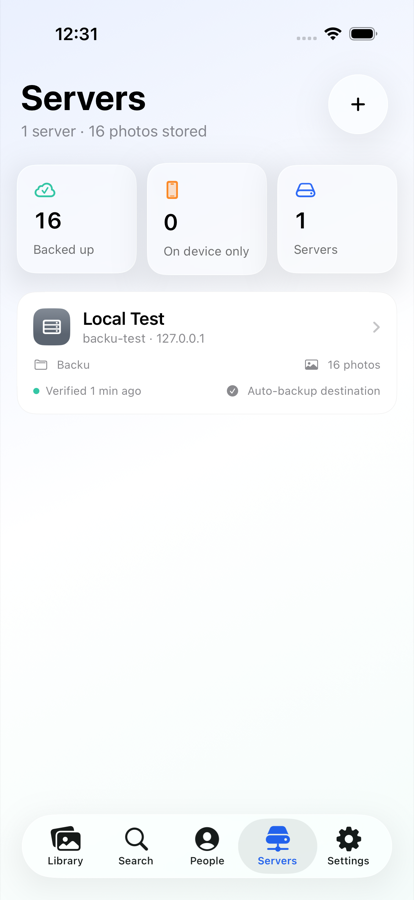 12:31
Servers
1 server · 16 photos stored
16
Backed up
0
On device only
1
Servers
Local Test
backu-test · 127.0.0.1
Backu
16 photos
Verified 1 min ago
Auto-backup destination
Library
Search
People
Servers
Settings